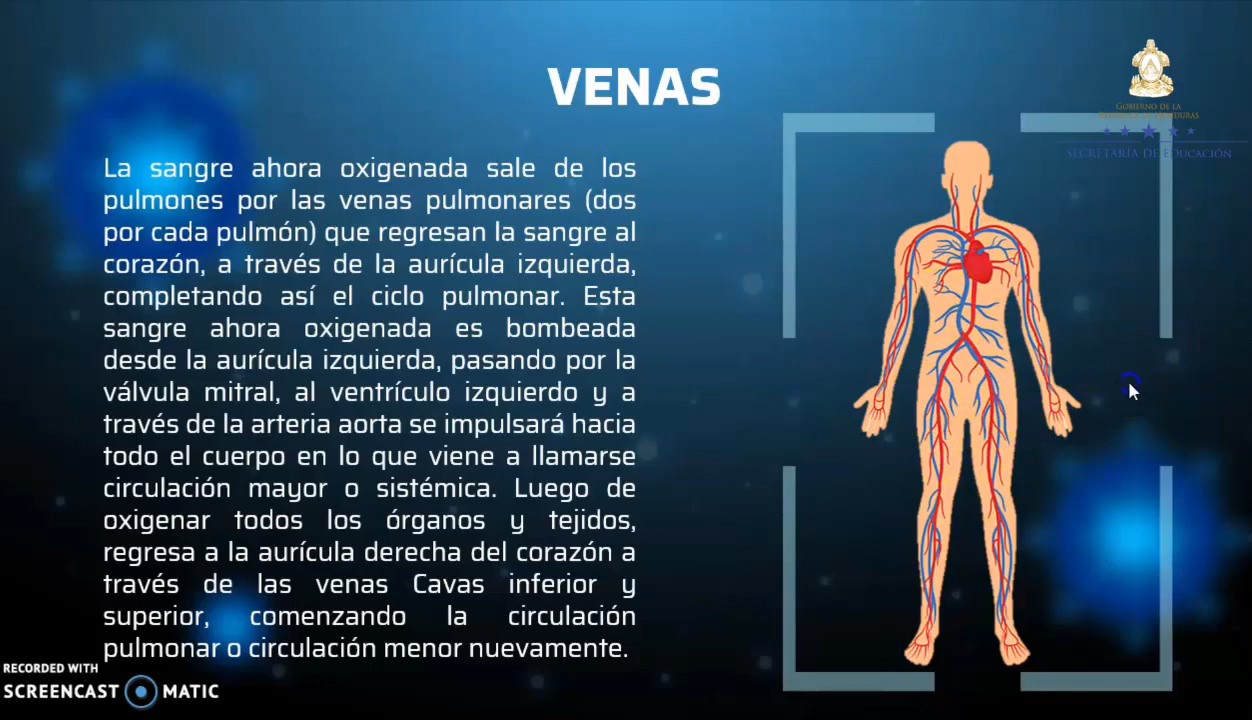 VENAS
GOBIERNO DE LA
REPÚBLICA DE HONDURAS
SECRETARÍA DE EDUCACIÓN
La sangre ahora oxigenada sale de los
pulmones por las venas pulmonares (dos
por cada pulmón) que regresan la sangre al
corazón, a través de la aurícula izquierda,
completando así el ciclo pulmonar. Esta
sangre ahora oxigenada es bombeada
desde la aurícula izquierda, pasando por la
válvula mitral, al ventrículo izquierdo y a
través de la arteria aorta se impulsará hacia
todo el cuerpo en lo que viene a llamarse
circulación mayor o sistémica. Luego de
oxigenar todos los órganos y tejidos,
regresa a la aurícula derecha del corazón a
través de las venas Cavas inferior y
superior, comenzando la circulación
pulmonar o circulación menor nuevamente.
RECORDED WITH
SCREENCAST MATIC